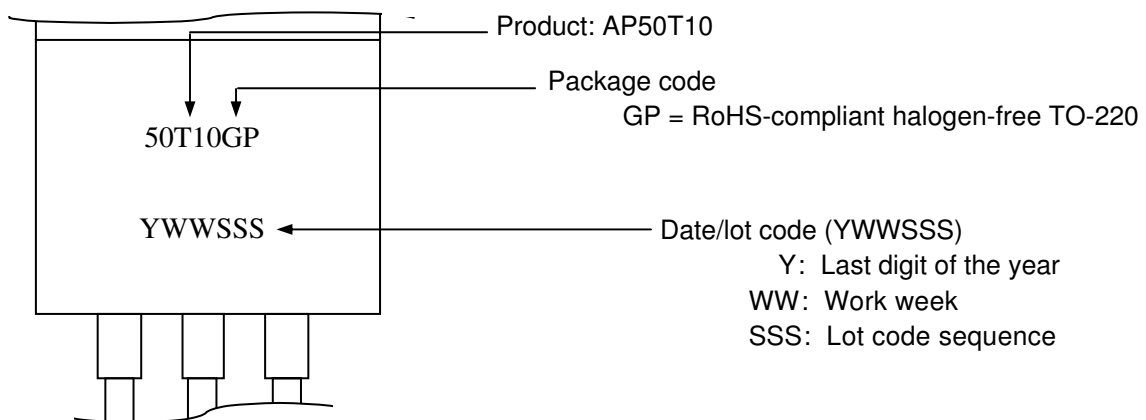 Product: AP50T10
Package code
GP = RoHS-compliant halogen-free TO-220
50T10GP
YWWSSS
Date/lot code (YWWSSS)
Y: Last digit of the year
WW: Work week
SSS: Lot code sequence